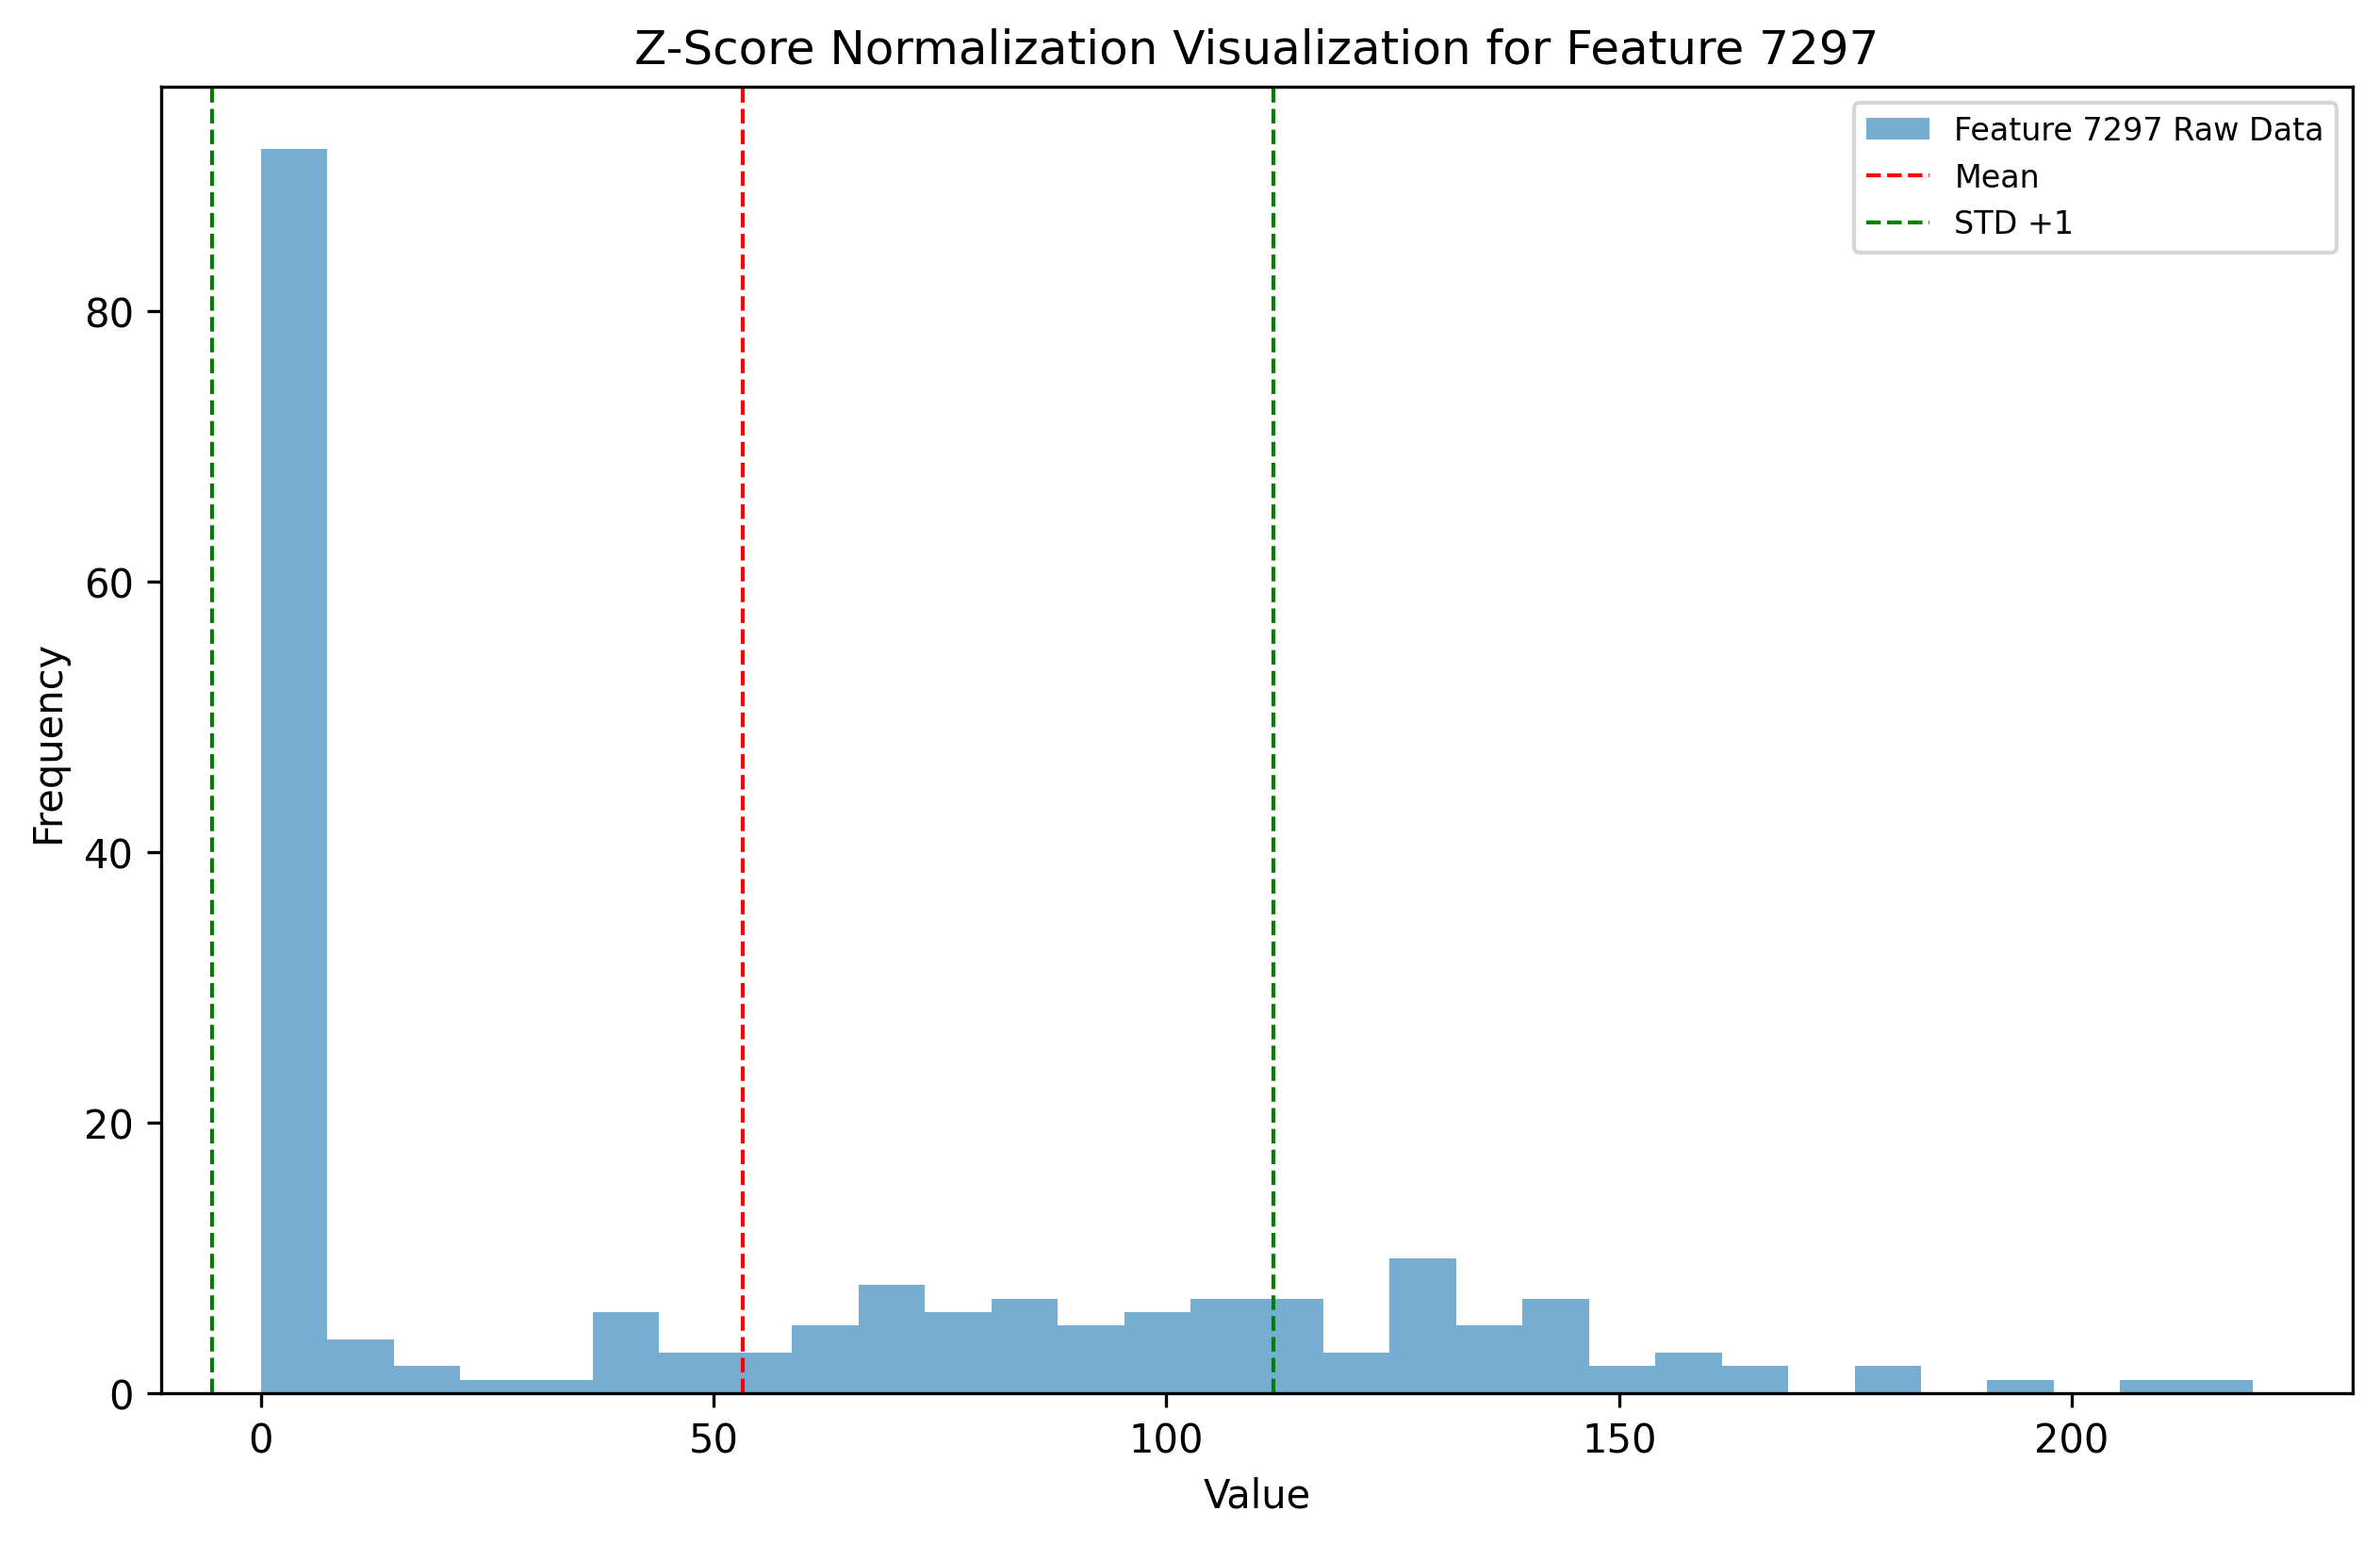 Z-Score Normalization Visualization for Feature 7297
Feature 7297 Raw Data
Mean
STD +1
Frequency
80
60
40
20
0
0 50 100 150 200
Value